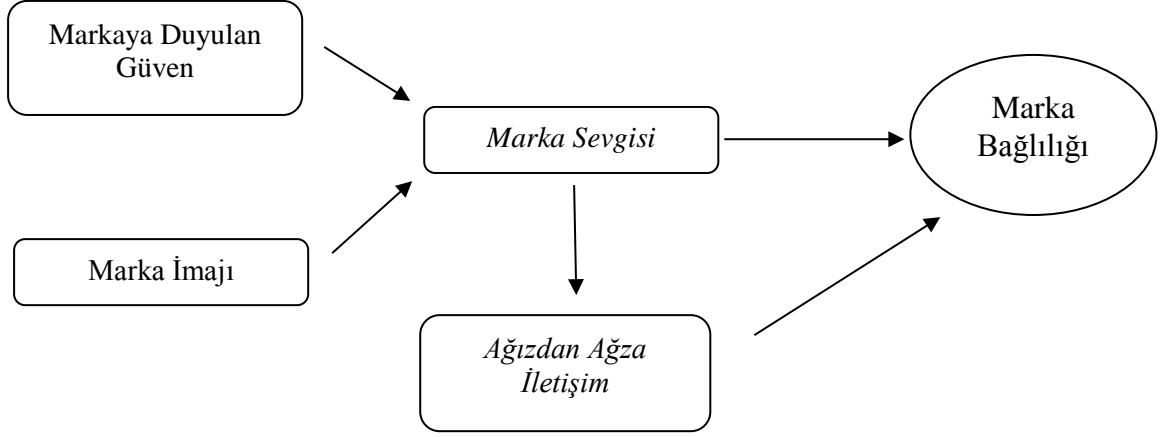 Markaya Duyulan
Güven
Marka Sevgisi
Marka
Bağlılığı
Marka İmajı
Ağızdan Ağza
İletişim